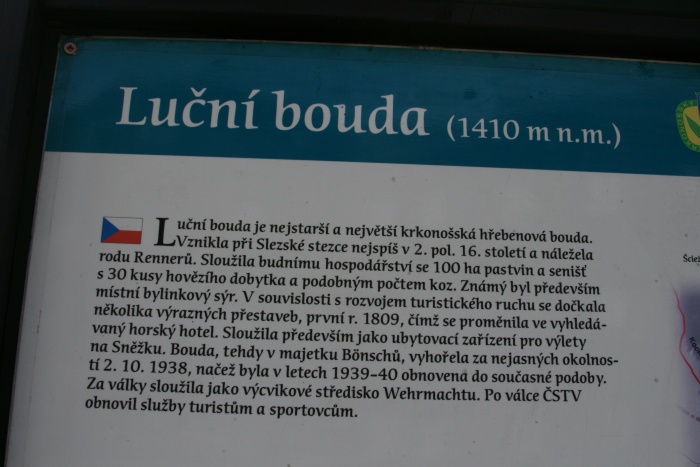 Luční bouda (1410 m n.m.)
Luční bouda je nejstarší a největší krkonošská hřebenová bouda.
Vznikla při Slezské stezce nejspíš v 2. pol. 16. století a náležela
rodu Rennerů. Sloužila budnímu hospodářství se 100 ha pastvin a senišť
s 30 kusy hovězího dobytka a podobným počtem koz. Známý byl především
místní bylinkový sýr. V souvislosti s rozvojem turistického ruchu se dočkala
několika výrazných přestaveb, první r. 1809, čímž se proměnila ve vyhledá-
vaný horský hotel. Sloužila především jako ubytovací zařízení pro výlety
na Sněžku. Bouda, tehdy v majetku Bönschů, vyhořela za nejasných okolnos-
tí 2. 10. 1938, načež byla v letech 1939-40 obnovena do současné podoby.
Za války sloužila jako výcvikové středisko Wehrmachtu. Po válce ČSTV
obnovil služby turistům a sportovcům.